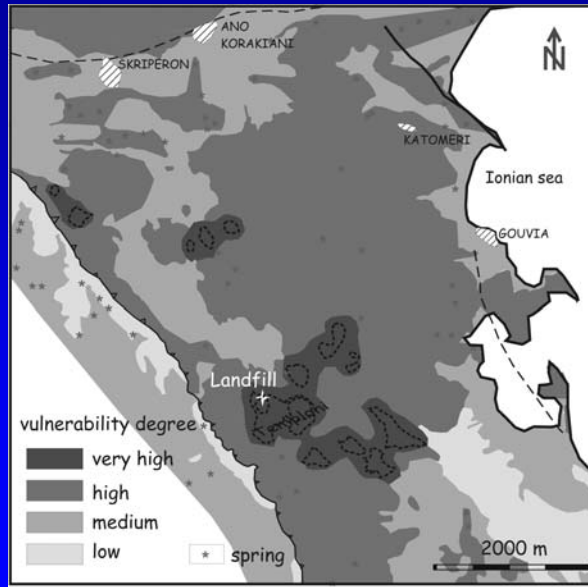 ANO
KORAKIANI
SKRIPERON
N
KATOMERI
Ionian sea
GOUVIA
Landfill
vulnerability degree
very high
high
medium
low
spring
2000 m